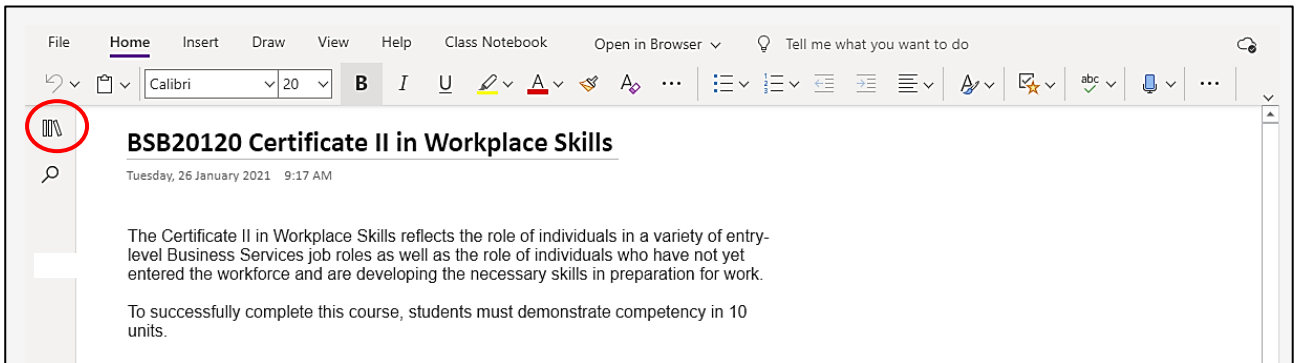 File Home Insert Draw View Help Class Notebook Open in Browser Tell me what you want to do
Calibri 20 B I U A A abc
BSB20120 Certificate II in Workplace Skills
Tuesday, 26 January 2021 9:17 AM
The Certificate II in Workplace Skills reflects the role of individuals in a variety of entry-
level Business Services job roles as well as the role of individuals who have not yet
entered the workforce and are developing the necessary skills in preparation for work.
To successfully complete this course, students must demonstrate competency in 10
units.